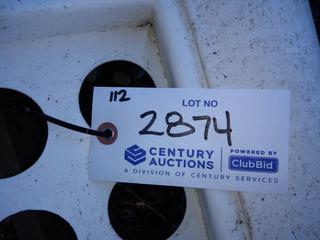 112
LOT NO
2874
CENTURY AUCTIONS
POWERED BY
ClubBid
A DIVISION OF CENTURY SERVICES